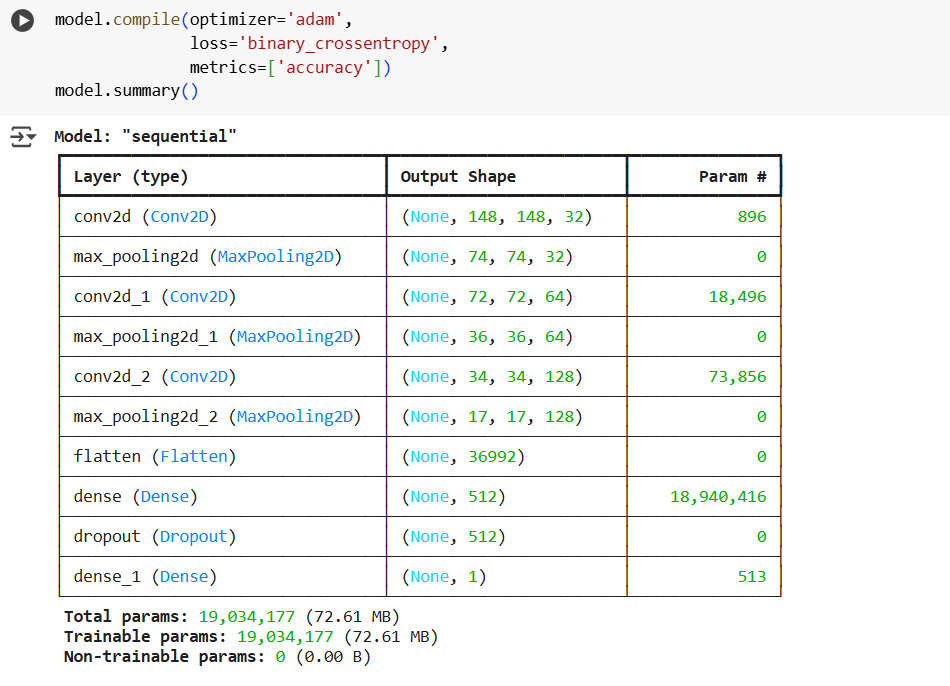 model.compile(optimizer='adam',
loss='binary_crossentropy',
metrics=['accuracy'])
model.summary()
Model: "sequential"
Layer (type) Output Shape Param #
conv2d (Conv2D) (None, 148, 148, 32) 896
max_pooling2d (MaxPooling2D) (None, 74, 74, 32) 0
conv2d_1 (Conv2D) (None, 72, 72, 64) 18,496
max_pooling2d_1 (MaxPooling2D) (None, 36, 36, 64) 0
conv2d_2 (Conv2D) (None, 34, 34, 128) 73,856
max_pooling2d_2 (MaxPooling2D) (None, 17, 17, 128) 0
flatten (Flatten) (None, 36992) 0
dense (Dense) (None, 512) 18,940,416
dropout (Dropout) (None, 512) 0
dense_1 (Dense) (None, 1) 513
Total params: 19,034,177 (72.61 MB)
Trainable params: 19,034,177 (72.61 MB)
Non-trainable params: 0 (0.00 B)